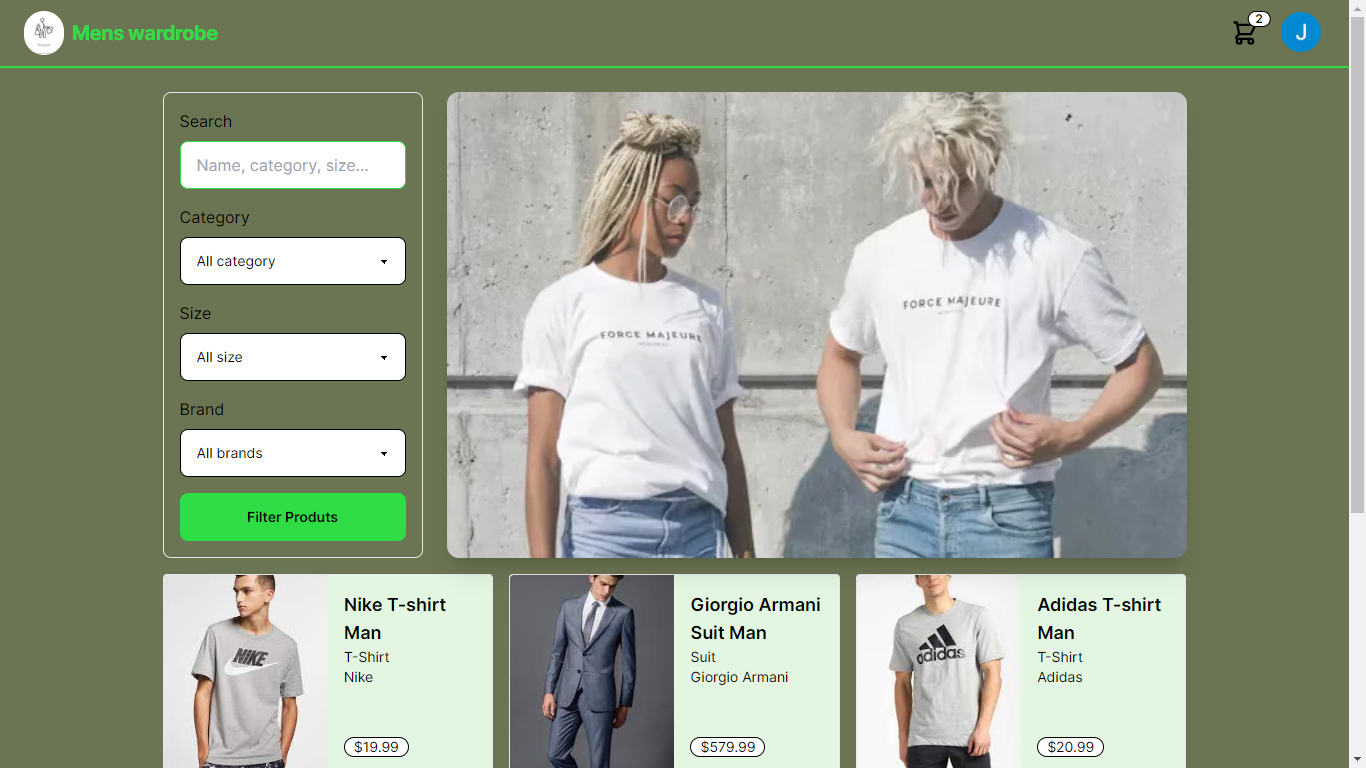 Mens wardrobe
2
J
Search
Name, category, size...
Category
All category
Size
All size
Brand
All brands
Filter Produts
FORCE MAJEURE
FORCE MAJEURE
NIKE
Nike T-shirt
Man
T-Shirt
Nike
$19.99
Giorgio Armani
Suit Man
Suit
Giorgio Armani
$579.99
adidas
Adidas T-shirt
Man
T-Shirt
Adidas
$20.99